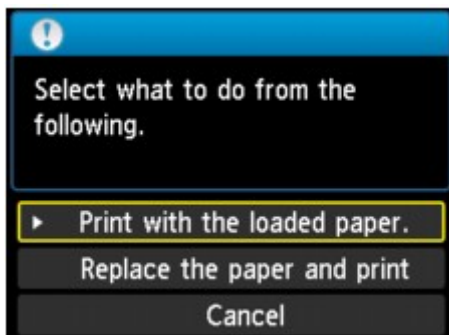 Select what to do from the
following.
Print with the loaded paper.
Replace the paper and print
Cancel